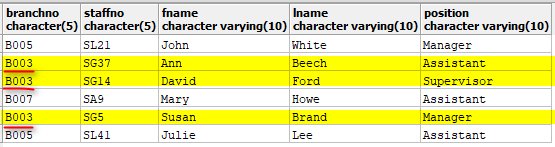 branchno staffno fname lname position
character(5) character(5) character varying(10) character varying(10) character varying(10)
B005 SL21 John White Manager
B003 SG37 Ann Beech Assistant
B003 SG14 David Ford Supervisor
B007 SA9 Mary Howe Assistant
B003 SG5 Susan Brand Manager
B005 SL41 Julie Lee Assistant